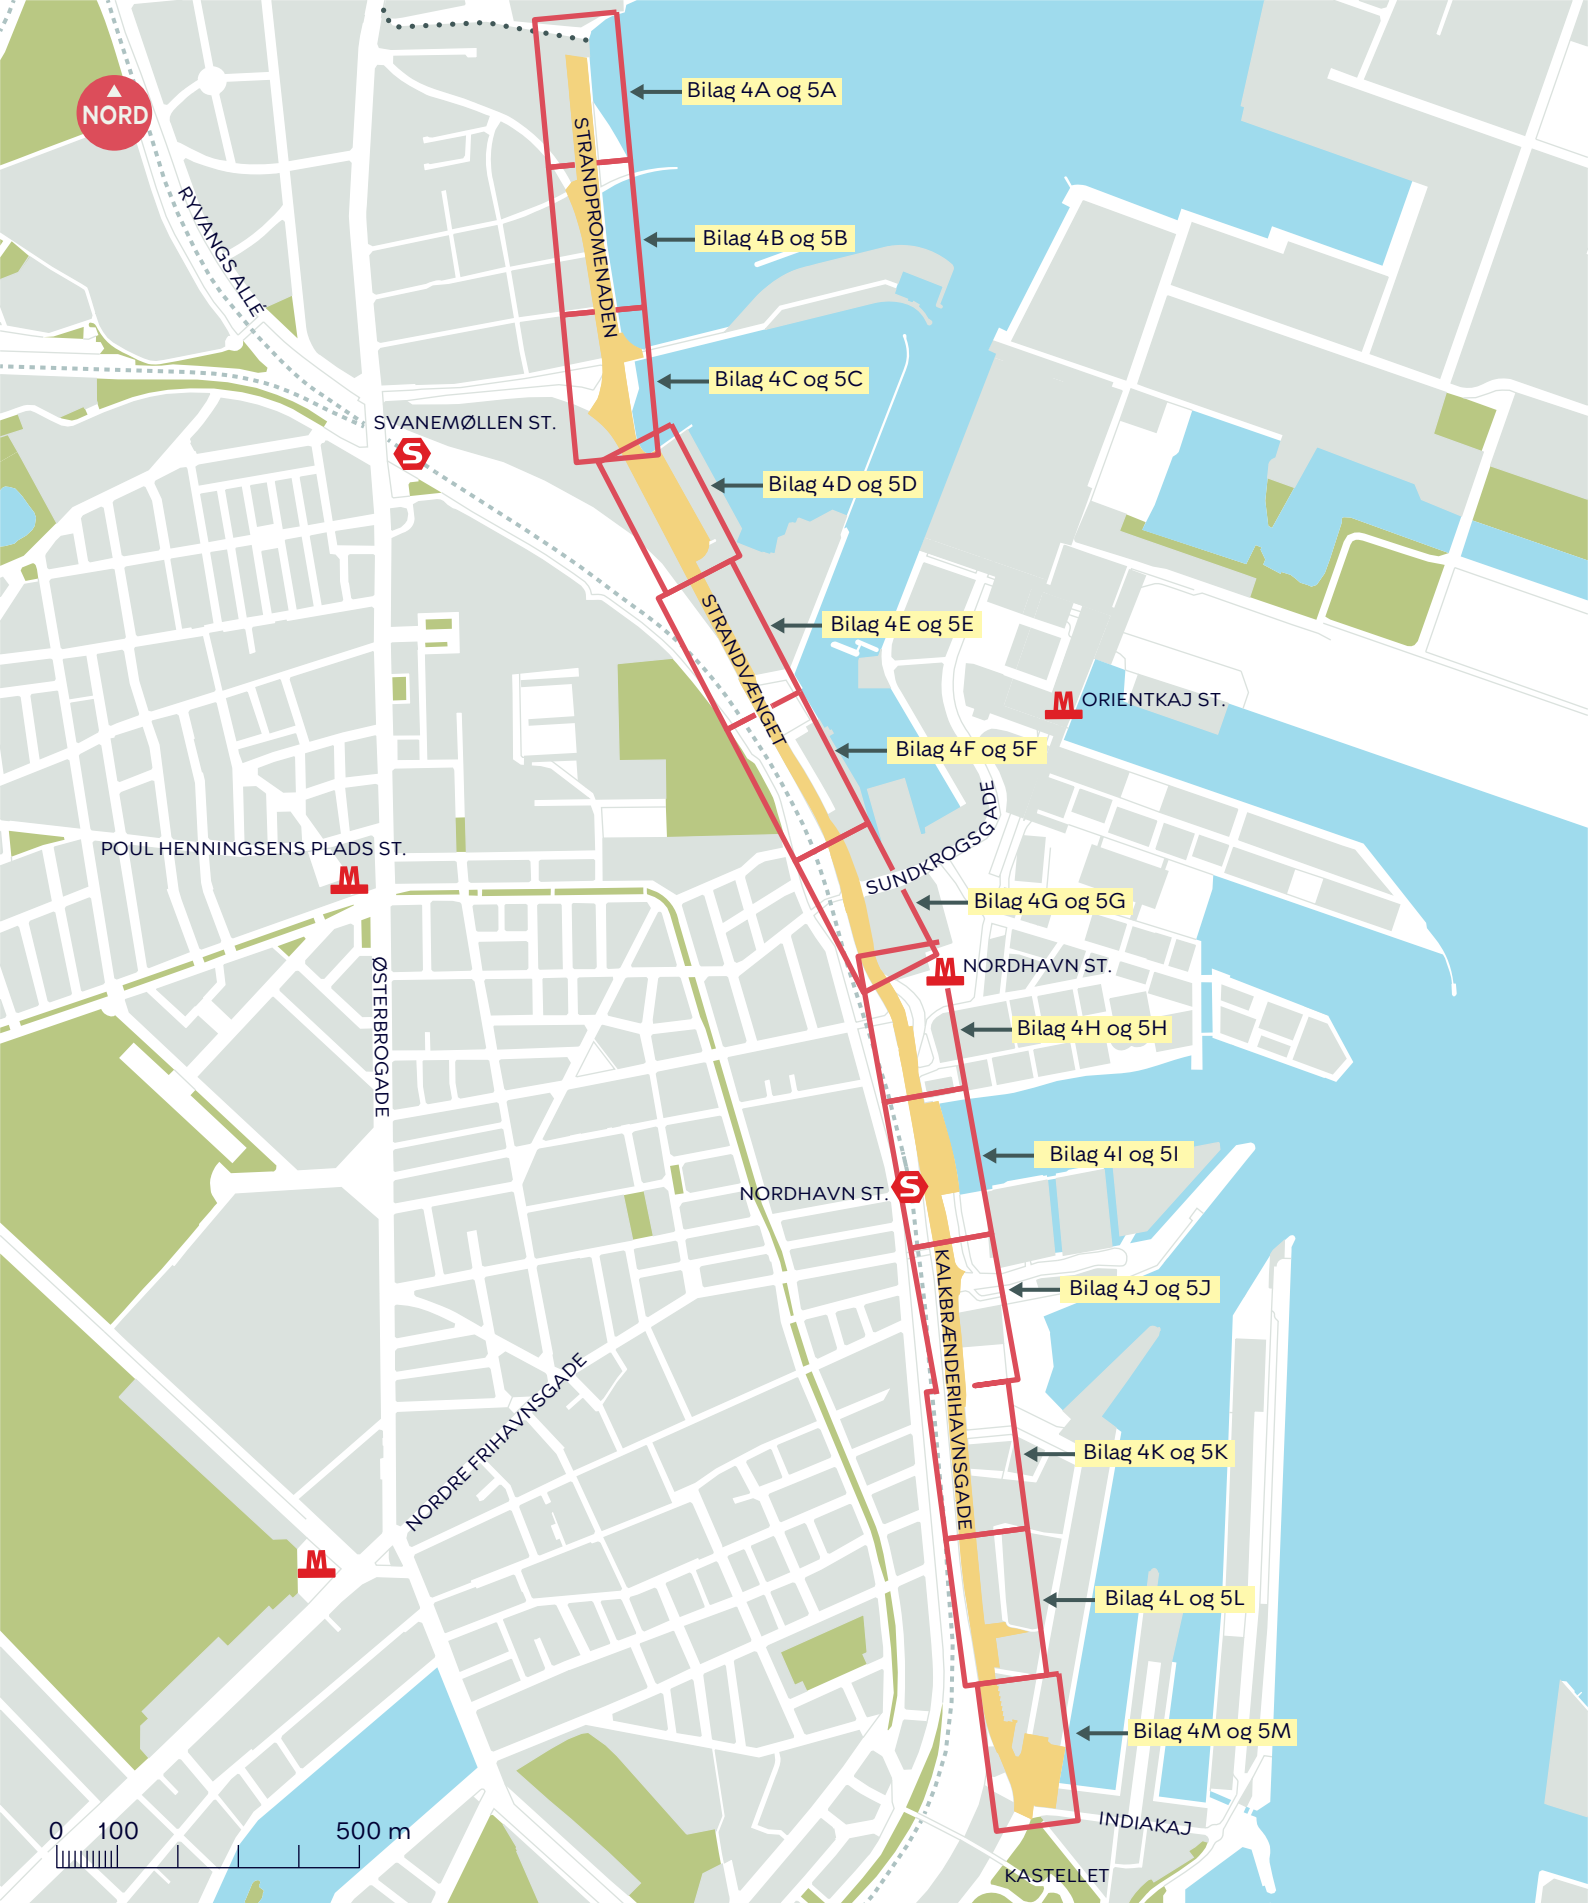 Bilag 4A og 5A
NORD
STRANDPROMENADEN
RYVANGS ALLÉ
Bilag 4B og 5B
Bilag 4C og 5C
SVANEMØLLEN ST.
S
Bilag 4D og 5D
STRANDVÆNGET
Bilag 4E og 5E
M
ORIENTKAJ ST.
Bilag 4F og 5F
SUNDKROGSGADE
POUL HENNINGSENS PLADS ST.
M
Bilag 4G og 5G
M
NORDHAVN ST.
ØSTERBROGADE
Bilag 4H og 5H
Bilag 4I og 5I
NORDHAVN ST.
S
KALKBRÆNDERIHAVNSGADE
Bilag 4J og 5J
NORDRE FRIHAVNSGADE
Bilag 4K og 5K
M
Bilag 4L og 5L
Bilag 4M og 5M
INDIAKAJ
0 100 500 m
KASTELLET